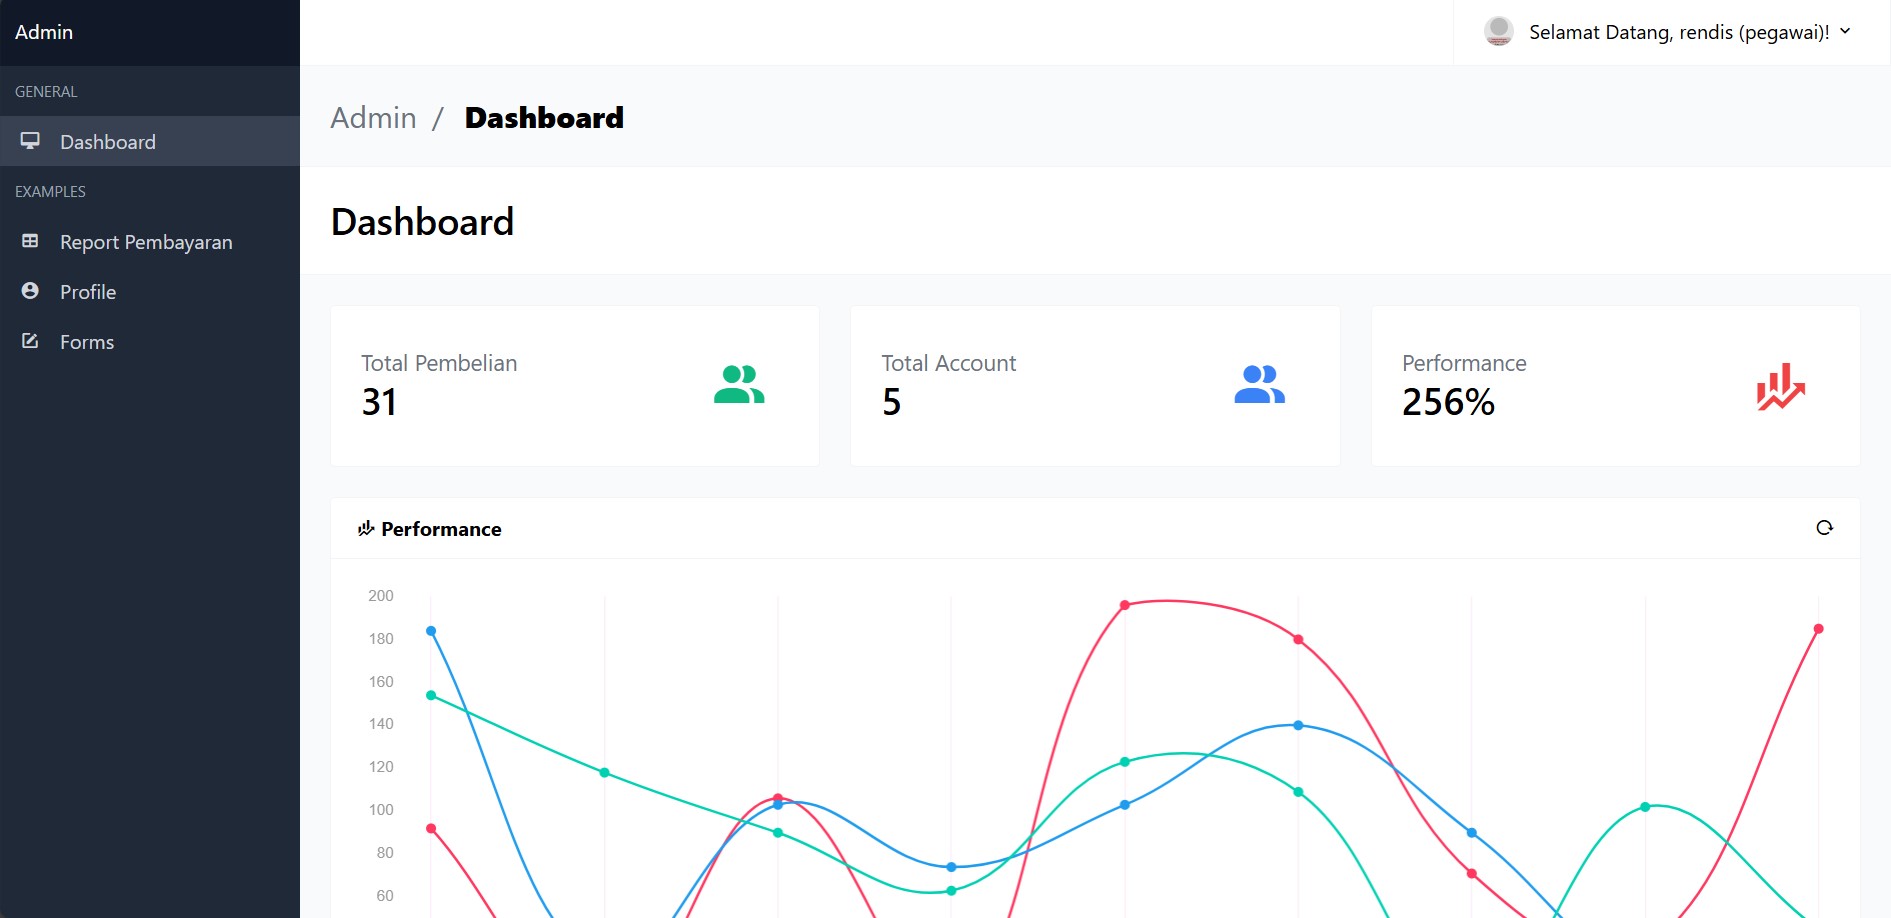 Admin
Selamat Datang, rendis (pegawai)!
GENERAL
Dashboard
EXAMPLES
Report Pembayaran
Profile
Forms
Admin / Dashboard
Dashboard
Total Pembelian
31
Total Account
5
Performance
256%
Performance
200
180
160
140
120
100
80
60